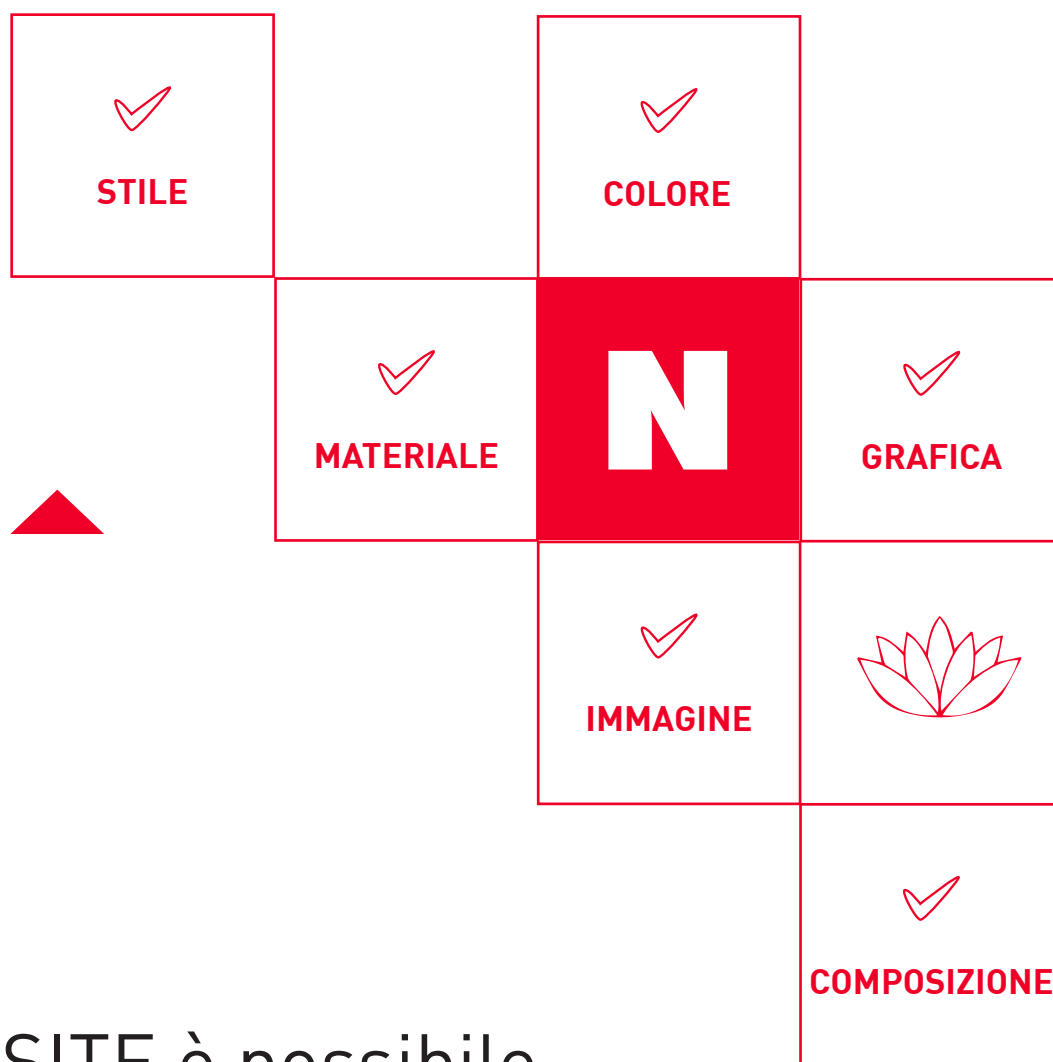 STILE
COLORE
MATERIALE
N
GRAFICA
IMMAGINE
COMPOSIZIONE
SITE è possibile